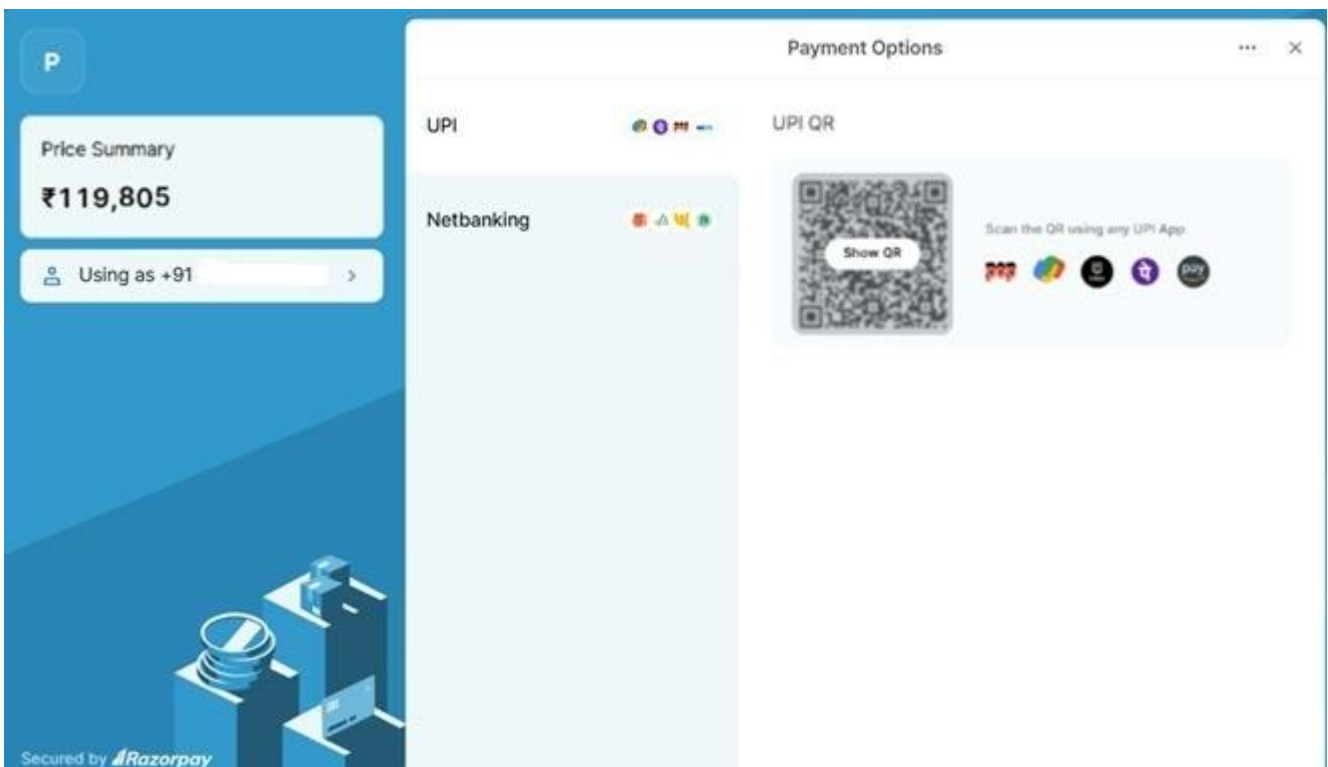 P
Price Summary
₹119,805
Using as +91
Secured by Razorpay
Payment Options
UPI
Netbanking
UPI QR
Show QR
Scan the QR using any UPI App
pay